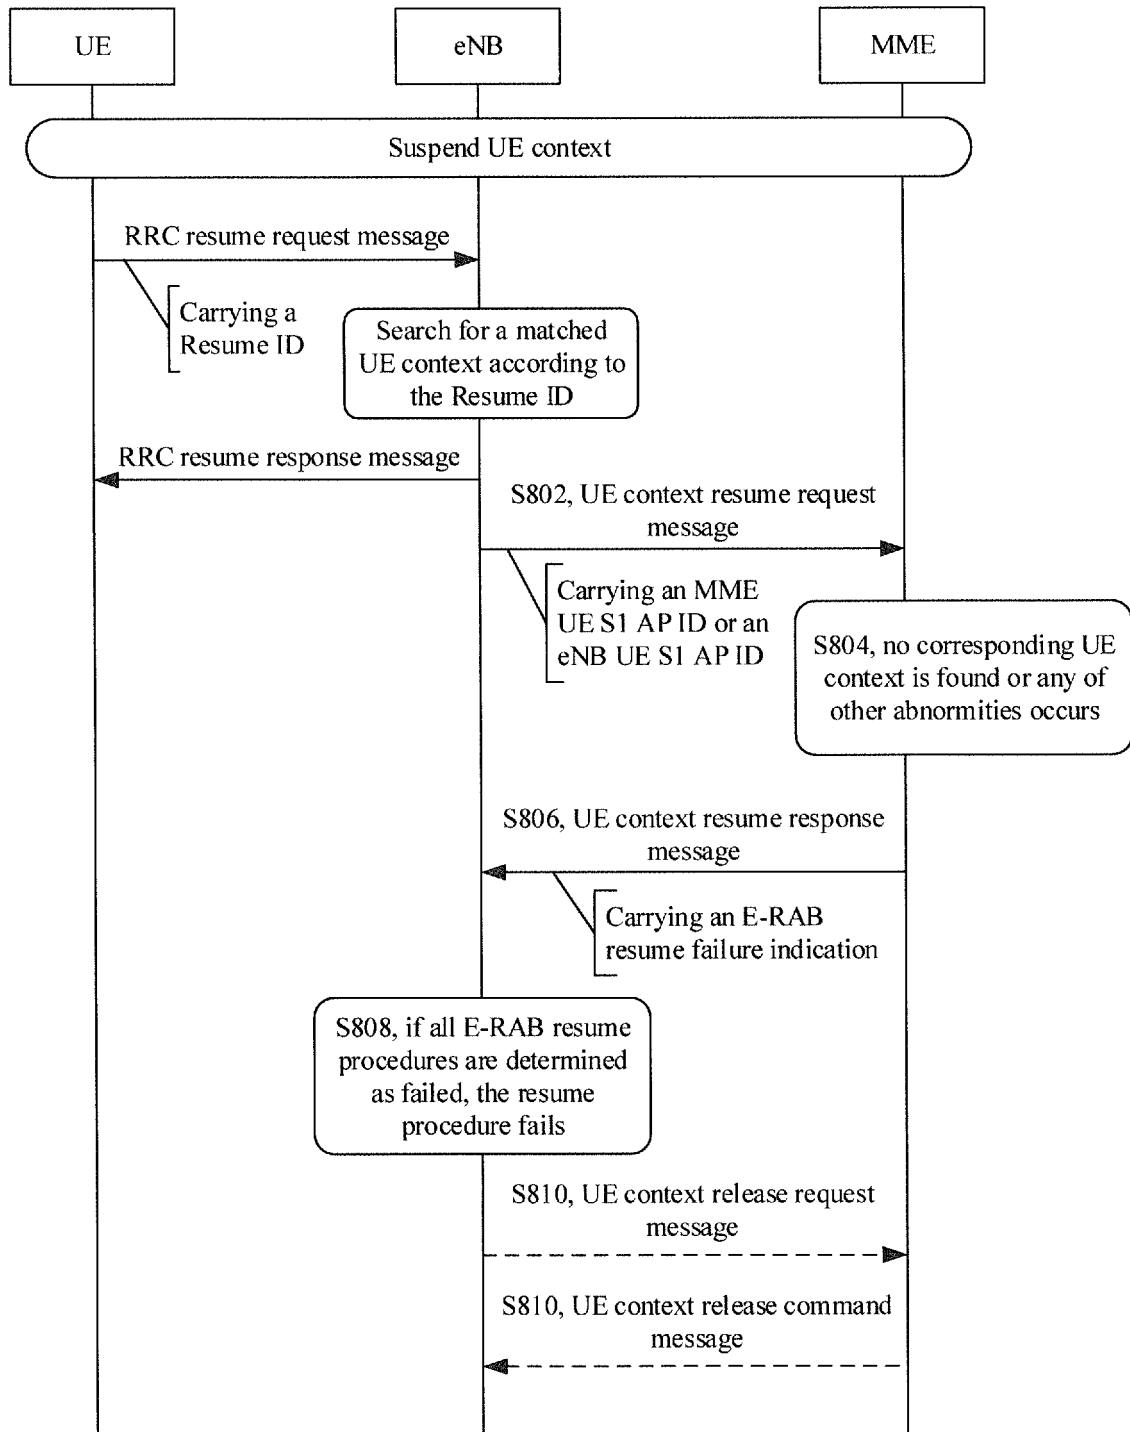 UE
eNB
MME
Suspend UE context
RRC resume request message
Carrying a
Resume ID
Search for a matched
UE context according to
the Resume ID
RRC resume response message
S802, UE context resume request
message
Carrying an MME
UE S1 AP ID or an
eNB UE S1 AP ID
S804, no corresponding UE
context is found or any of
other abnormities occurs
S806, UE context resume response
message
Carrying an E-RAB
resume failure indication
S808, if all E-RAB resume
procedures are determined
as failed, the resume
procedure fails
S810, UE context release request
message
S810, UE context release command
message